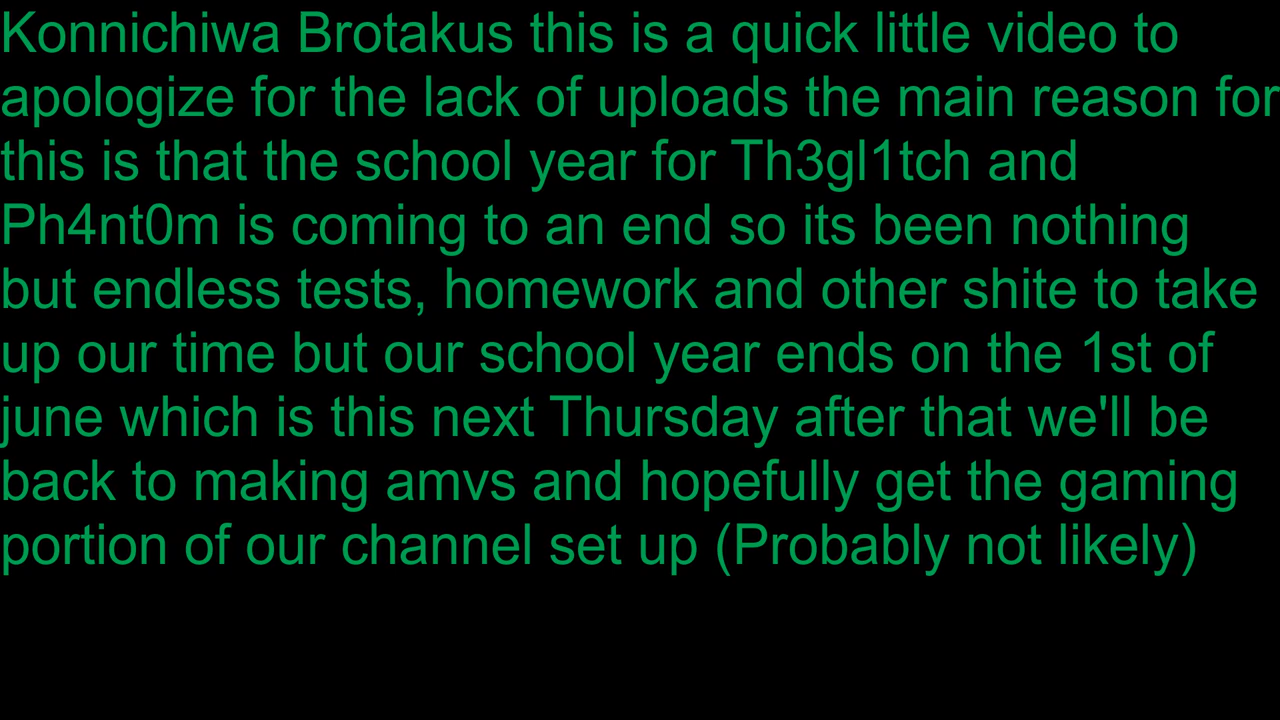 Konnichiwa Brotakus this is a quick little video to
apologize for the lack of uploads the main reason for
this is that the school year for Th3gl1tch and
Ph4nt0m is coming to an end so its been nothing
but endless tests, homework and other shite to take
up our time but our school year ends on the 1st of
june which is this next Thursday after that we'll be
back to making amvs and hopefully get the gaming
portion of our channel set up (Probably not likely)